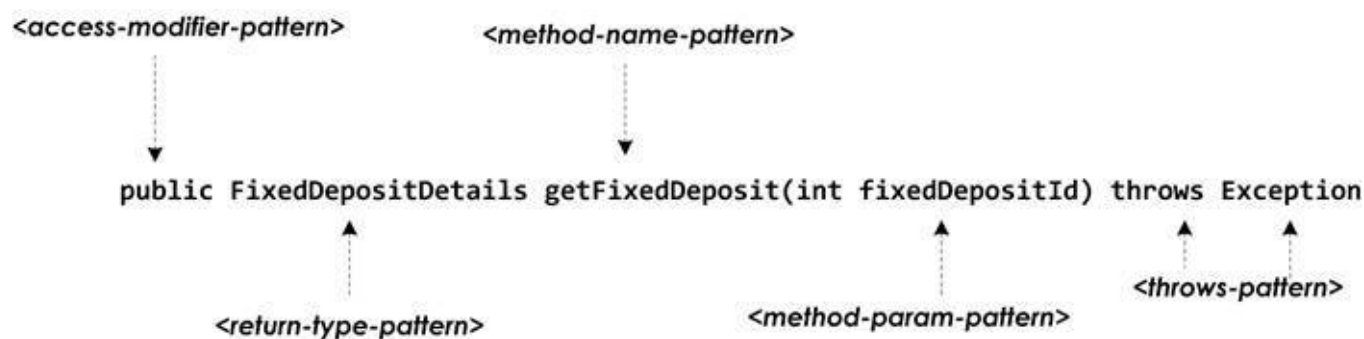 <access-modifier-pattern> <method-name-pattern>
public FixedDepositDetails getFixedDeposit(int fixedDepositId) throws Exception
<throws-pattern>
<return-type-pattern> <method-param-pattern>